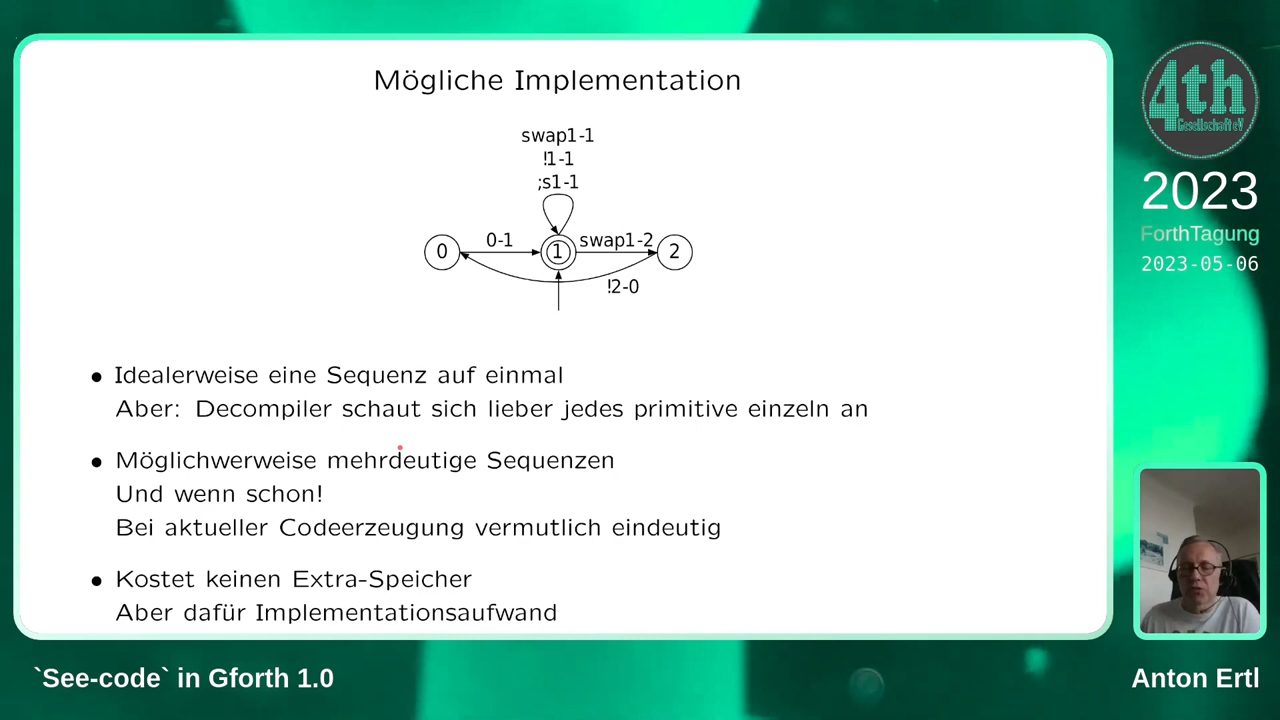 Mögliche Implementation
swap1-1
!1-1
;s1-1
0 0-1 1 swap1-2 2
!2-0
• Idealerweise eine Sequenz auf einmal
Aber: Decompiler schaut sich lieber jedes primitive einzeln an
• Möglichwerweise mehrdeutige Sequenzen
Und wenn schon!
Bei aktueller Codeerzeugung vermutlich eindeutig
• Kostet keinen Extra-Speicher
Aber dafür Implementationsaufwand
4th
Gesellschaft eV
2023
ForthTagung
2023-05-06
`See-code` in Gforth 1.0
Anton Ertl